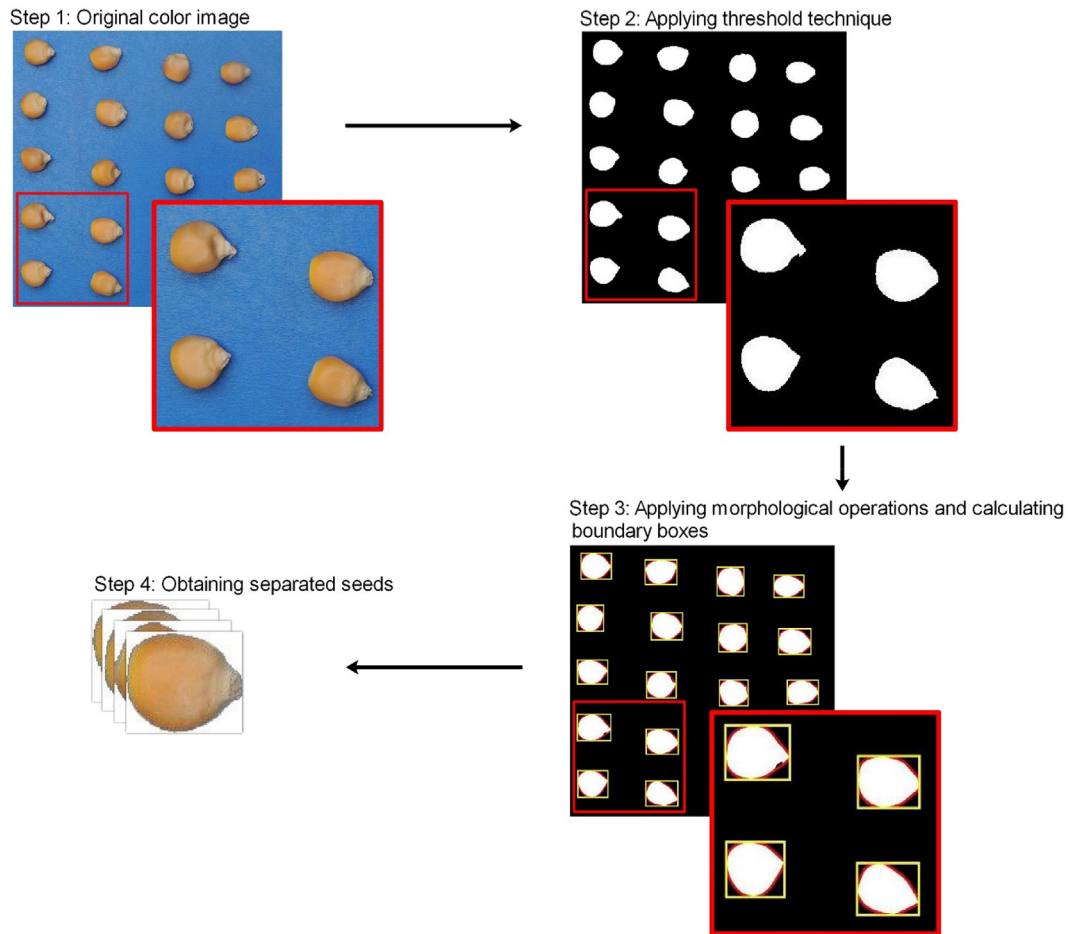 Step 1: Original color image
Step 2: Applying threshold technique
Step 3: Applying morphological operations and calculating
boundary boxes
Step 4: Obtaining separated seeds